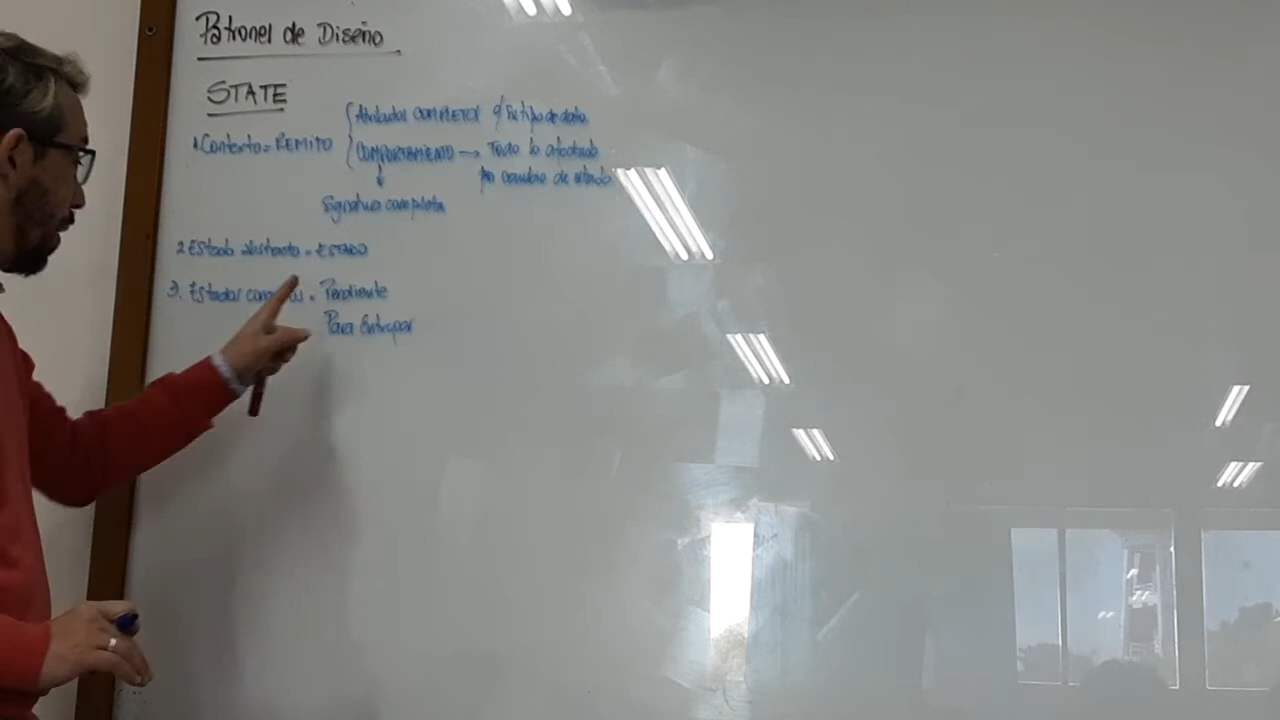 Patrones de Diseño
STATE
1. Contexto = REMITO
Atributos COMPLETOS c/ su tipo de dato.
COMPORTAMIENTO → Todo lo afectado
por cambio de estado
Signatura completa
2. Estado Abstracto = ESTADO
3. Estados = Pendiente
Para Entregar